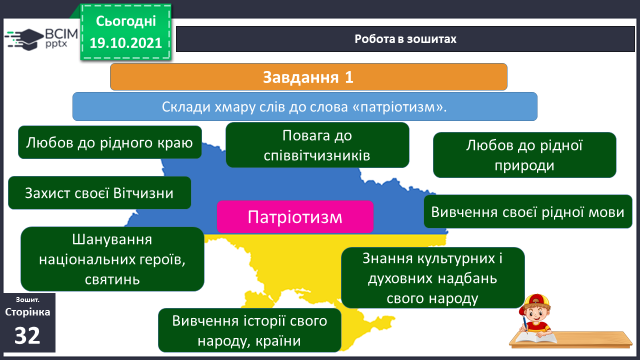 ВСІМ
pptx
Сьогодні
19.10.2021
Робота в зошитах
Завдання 1
Склади хмару слів до слова «патріотизм».
Любов до рідного краю
Повага до
співвітчизників
Любов до рідної
природи
Захист своєї Вітчизни
Патріотизм
Вивчення своєї рідної мови
Шанування
національних героїв,
святинь
Знання культурних і
духовних надбань
свого народу
Вивчення історії свого
народу, країни
Зошит.
Сторінка
32